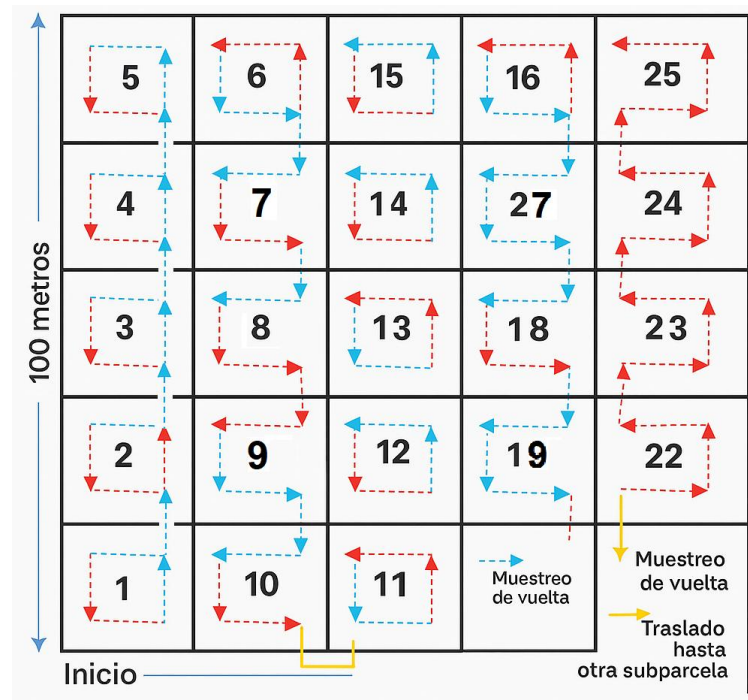 5 6 15 16 25
4 7 14 27 24
3 8 13 18 23
2 9 12 19 22
1 10 11
100 metros
Muestreo
de vuelta
Muestreo
de vuelta
Traslado
hasta
otra subparcela
Inicio